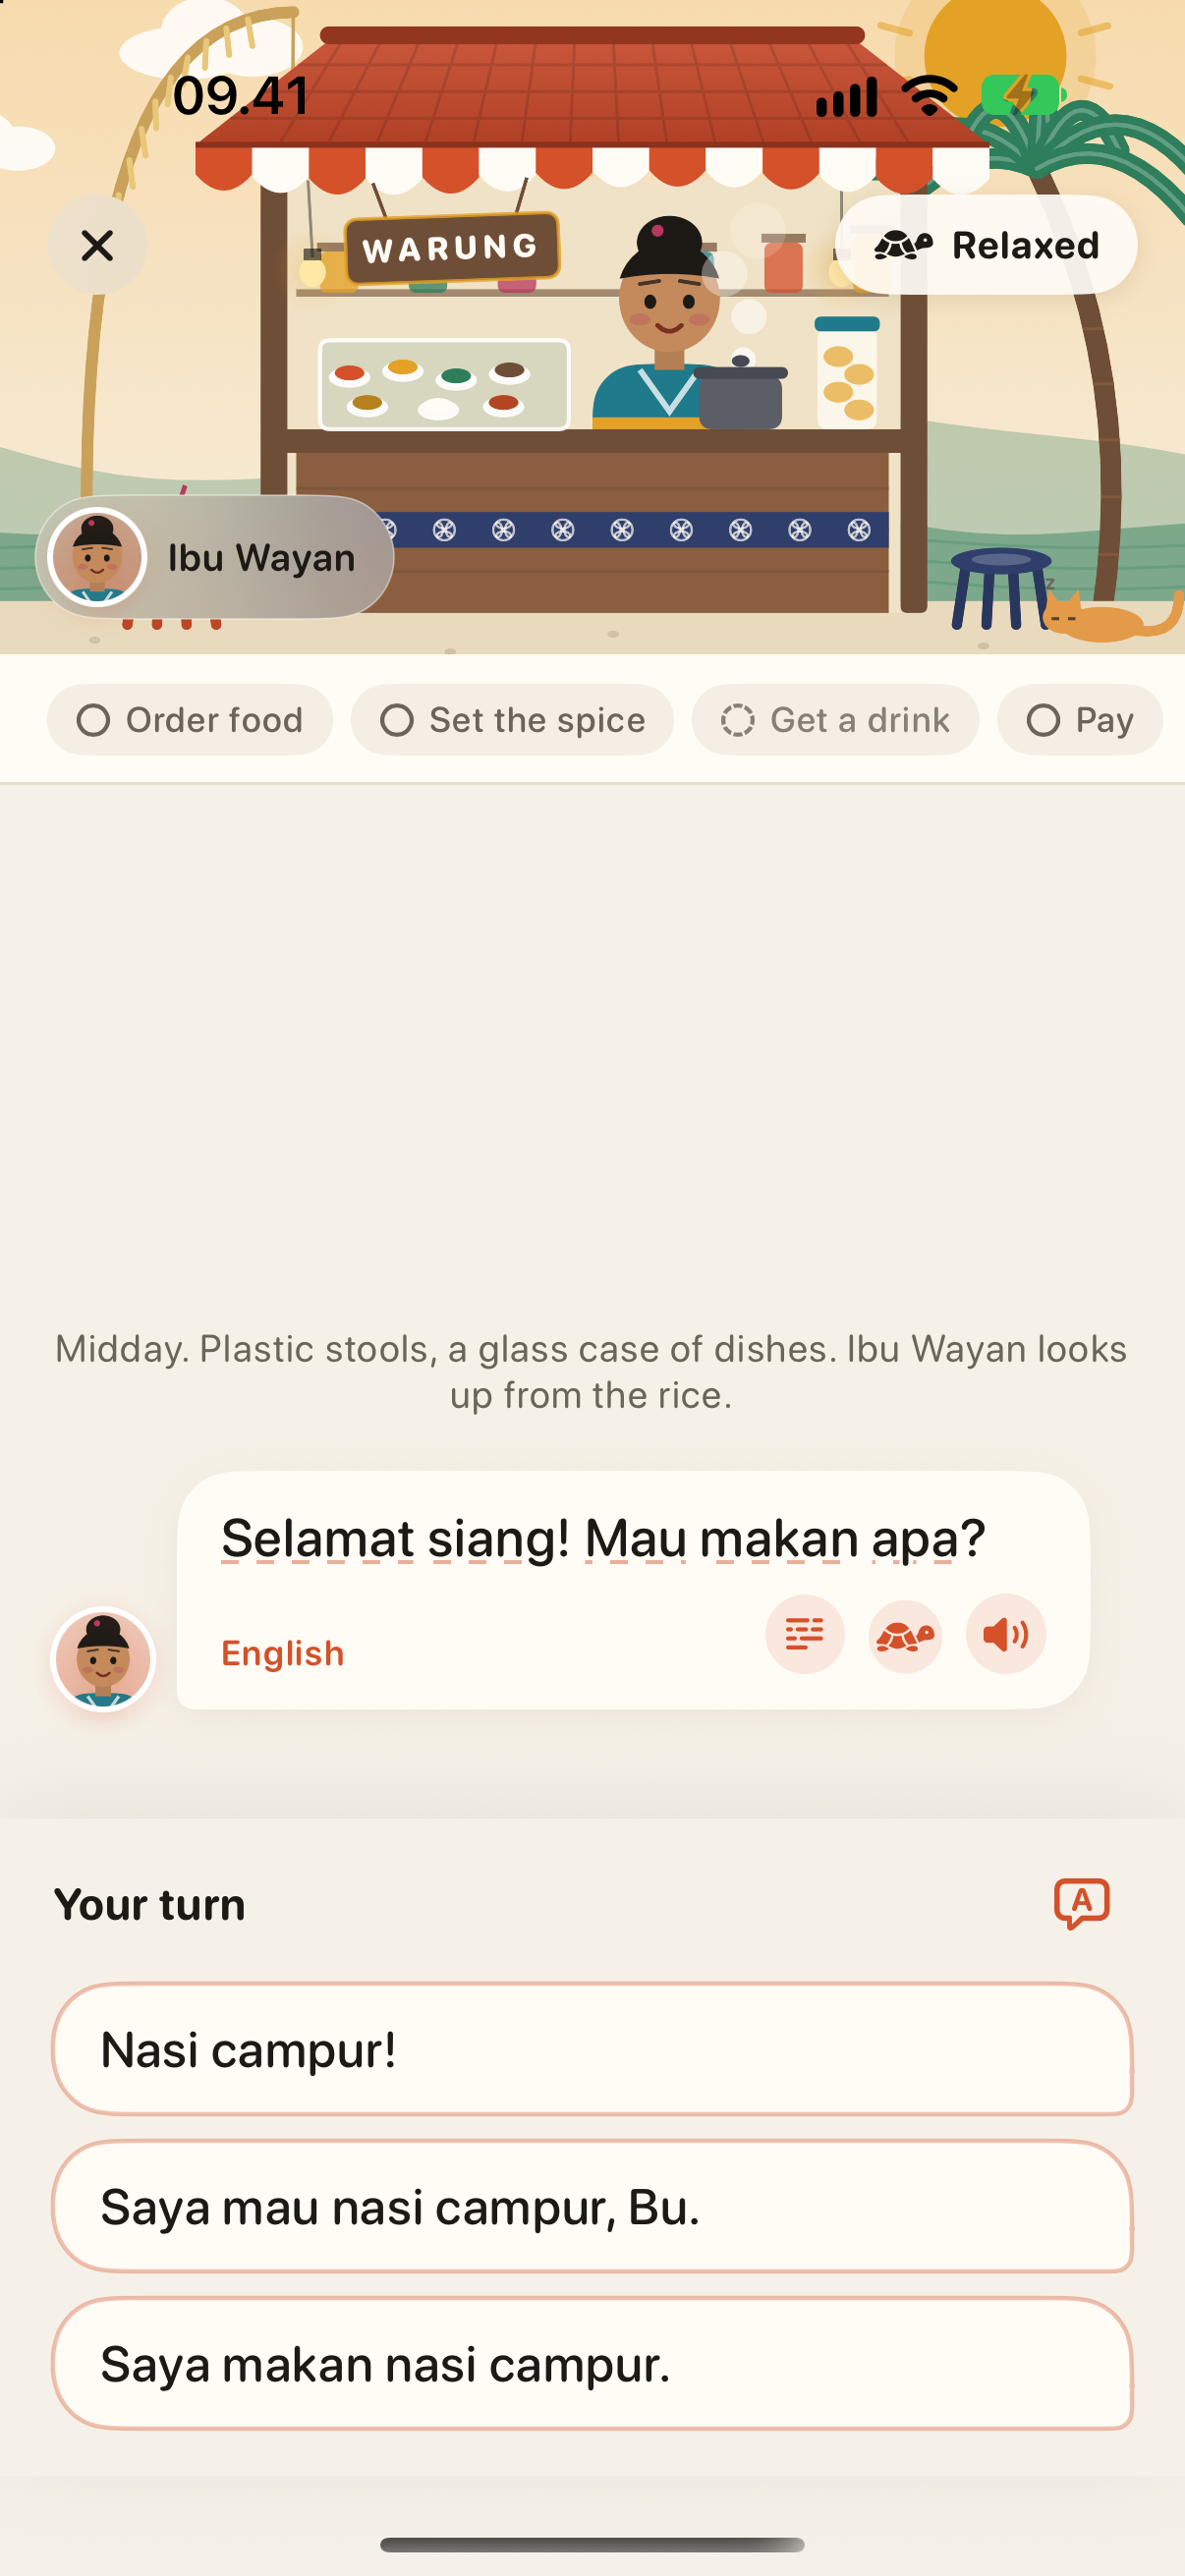 09.41
WARUNG
Relaxed
Ibu Wayan
z
Order food
Set the spice
Get a drink
Pay
Midday. Plastic stools, a glass case of dishes. Ibu Wayan looks
up from the rice.
Selamat siang! Mau makan apa?
English
Your turn
A
Nasi campur!
Saya mau nasi campur, Bu.
Saya makan nasi campur.